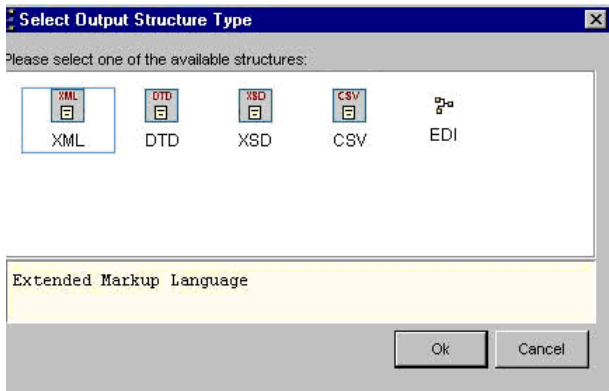 Select Output Structure Type
Please select one of the available structures:
XML DTD XSD CSV
XML DTD XSD CSV EDI
Extended Markup Language
Ok Cancel